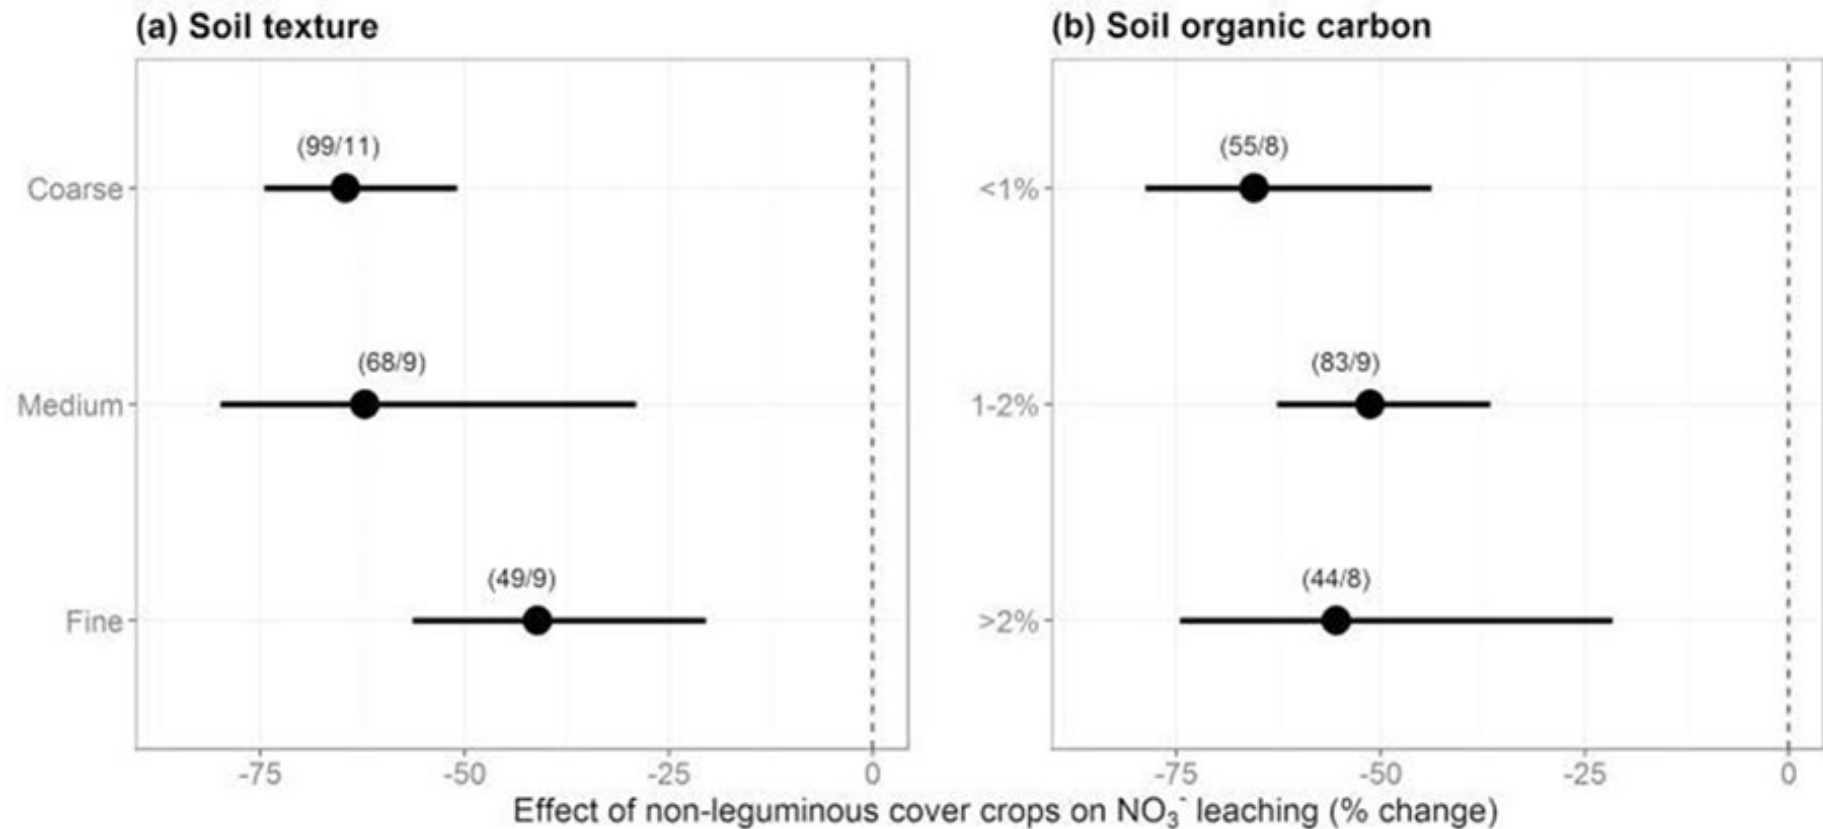 (a) Soil texture
(99/11)
Coarse
(68/9)
Medium
(49/9)
Fine
-75 -50 -25 0
(b) Soil organic carbon
(55/8)
<1%
(83/9)
1-2%
(44/8)
>2%
-75 -50 -25 0
Effect of non-leguminous cover crops on NO₃⁻ leaching (% change)